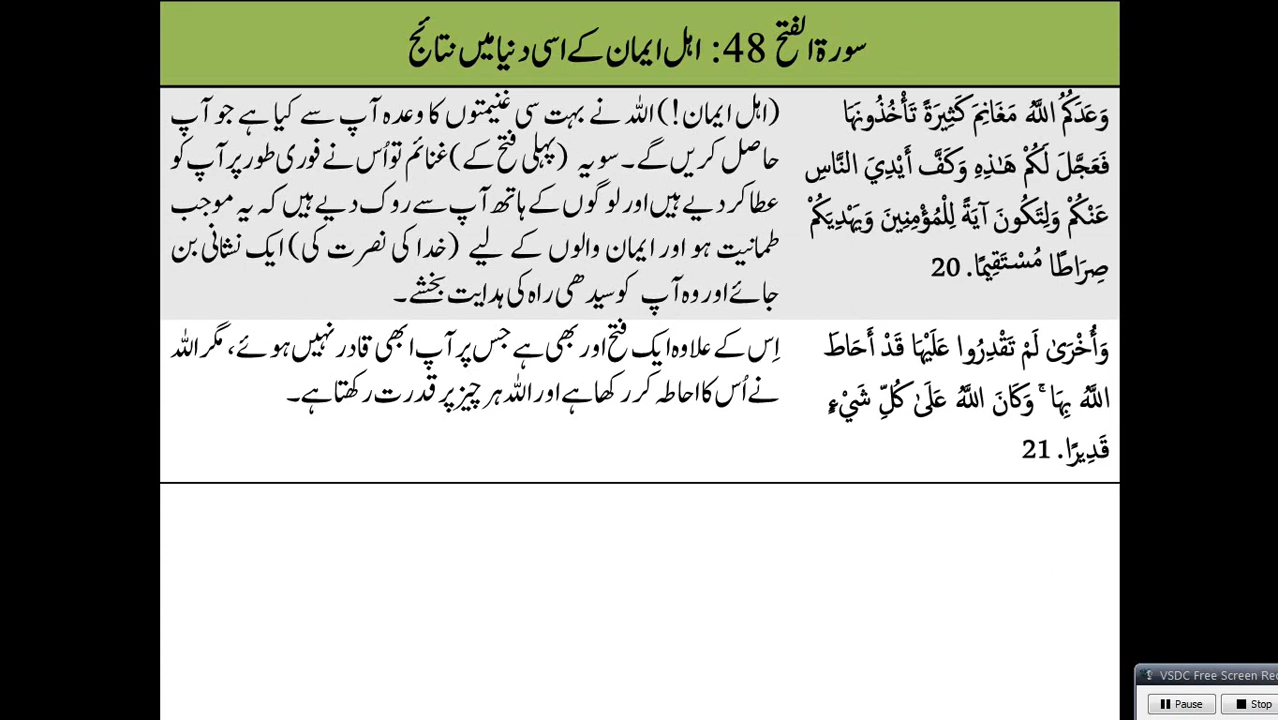 سورۃ الفتح 48: اہل ایمان کے اسی دنیا میں نتائج
وَعَدَكُمُ اللَّهُ مَغَانِمَ كَثِيرَةً تَأْخُذُونَهَا
فَعَجَّلَ لَكُمْ هَٰذِهِ وَكَفَّ أَيْدِيَ النَّاسِ
عَنْكُمْ وَلِتَكُونَ آيَةً لِلْمُؤْمِنِينَ وَيَهْدِيَكُمْ
صِرَاطًا مُسْتَقِيمًا. 20
(اہل ایمان!) اللہ نے بہت سی غنیمتوں کا وعدہ آپ سے کیا ہے جو آپ
حاصل کریں گے۔ سو یہ (پہلی فتح کے) غنائم تو اُس نے فوری طور پر آپ کو
عطا کر دیے ہیں اور لوگوں کے ہاتھ آپ سے روک دیے ہیں کہ یہ موجب
طمانیت ہو اور ایمان والوں کے لیے (خدا کی نصرت کی) ایک نشانی بن
جائے اور وہ آپ کو سیدھی راہ کی ہدایت بخشے۔
وَأُخْرَىٰ لَمْ تَقْدِرُوا عَلَيْهَا قَدْ أَحَاطَ
اللَّهُ بِهَا ۚ وَكَانَ اللَّهُ عَلَىٰ كُلِّ شَيْءٍ
قَدِيرًا. 21
اِس کے علاوہ ایک فتح اور بھی ہے جس پر آپ ابھی قادر نہیں ہوئے، مگر اللہ
نے اُس کا احاطہ کر رکھا ہے اور اللہ ہر چیز پر قدرت رکھتا ہے۔
VSDC Free Screen Rec
Pause Stop